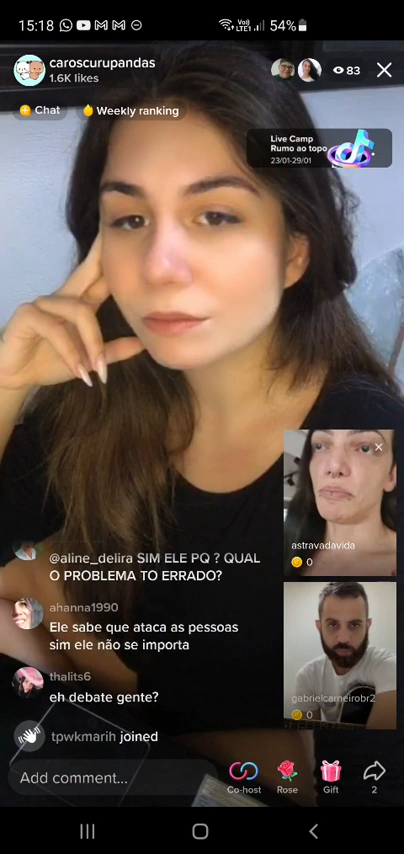 15:18
Vo))
LTE1
54%
caroscurupandas
1.6K likes
83
Chat
Weekly ranking
Live Camp
Rumo ao topo
23/01-29/01
astravadavida
0
@aline_delira SIM ELE PQ ? QUAL
O PROBLEMA TO ERRADO?
ahanna1990
Ele sabe que ataca as pessoas
sim ele não se importa
gabrielcarneirobr2
0
thalits6
eh debate gente?
tpwkmarih joined
Add comment...
Co-host
Rose
Gift
2